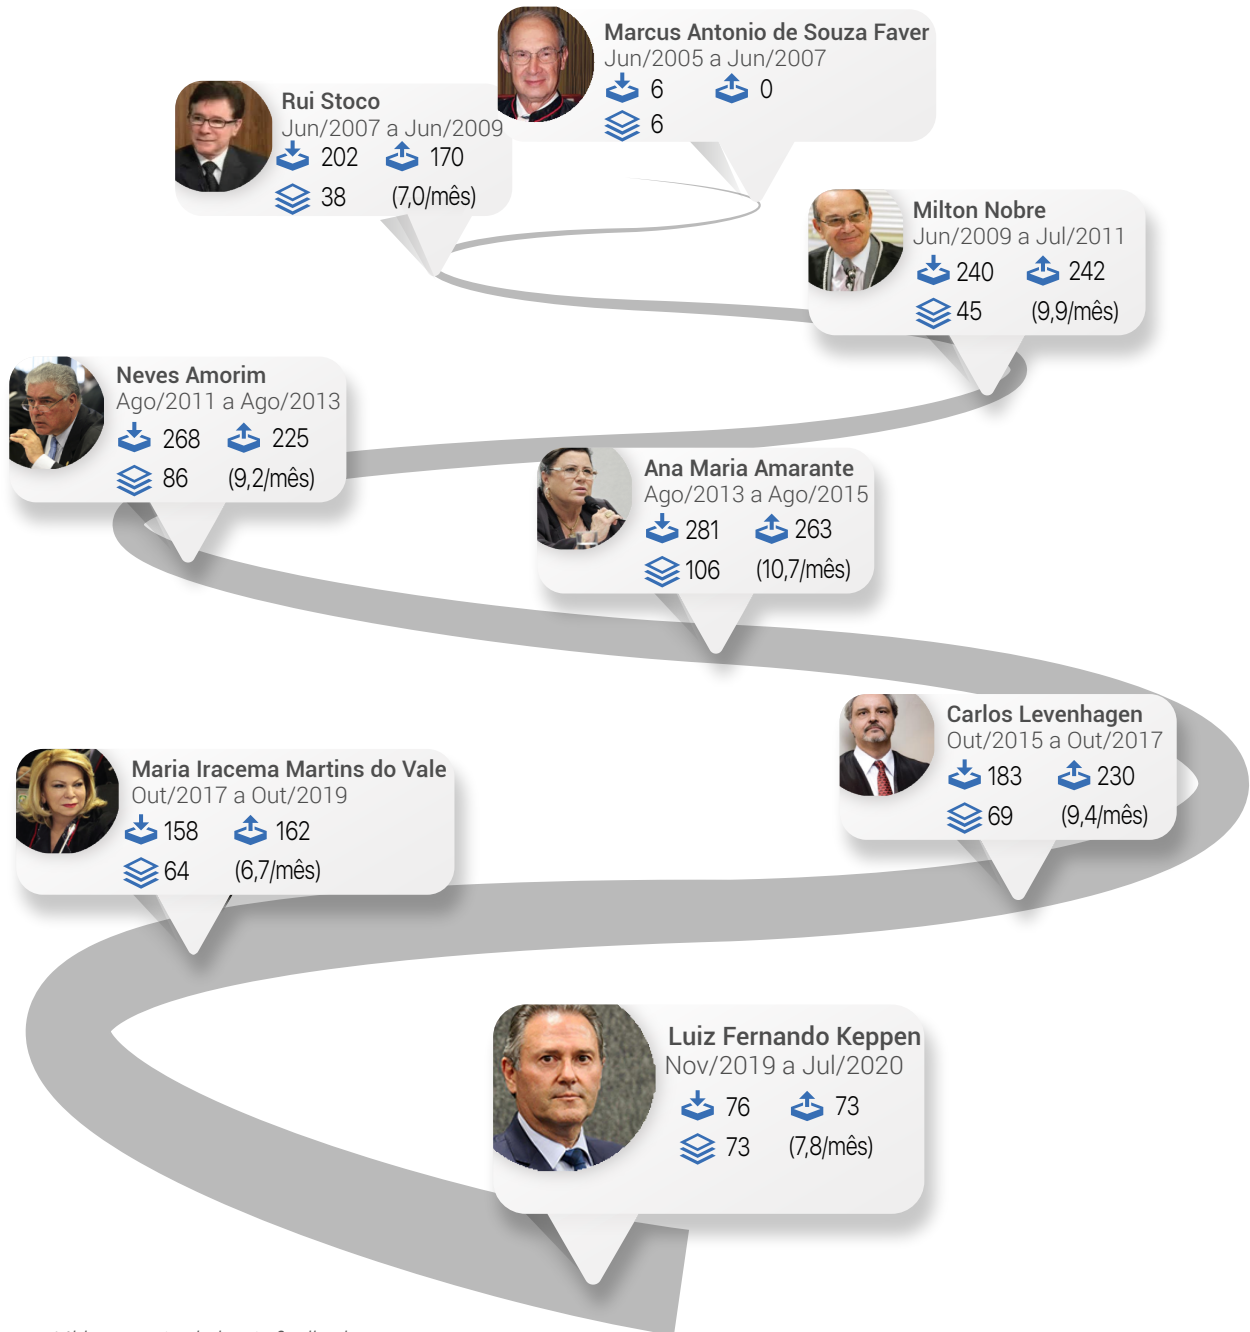 Marcus Antonio de Souza Faver
Jun/2005 a Jun/2007
6 0
6
Rui Stoco
Jun/2007 a Jun/2009
202 170
38 (7,0/mês)
Milton Nobre
Jun/2009 a Jul/2011
240 242
45 (9,9/mês)
Neves Amorim
Ago/2011 a Ago/2013
268 225
86 (9,2/mês)
Ana Maria Amarante
Ago/2013 a Ago/2015
281 263
106 (10,7/mês)
Carlos Levenhagen
Out/2015 a Out/2017
183 230
69 (9,4/mês)
Maria Iracema Martins do Vale
Out/2017 a Out/2019
158 162
64 (6,7/mês)
Luiz Fernando Keppen
Nov/2019 a Jul/2020
76 73
73 (7,8/mês)